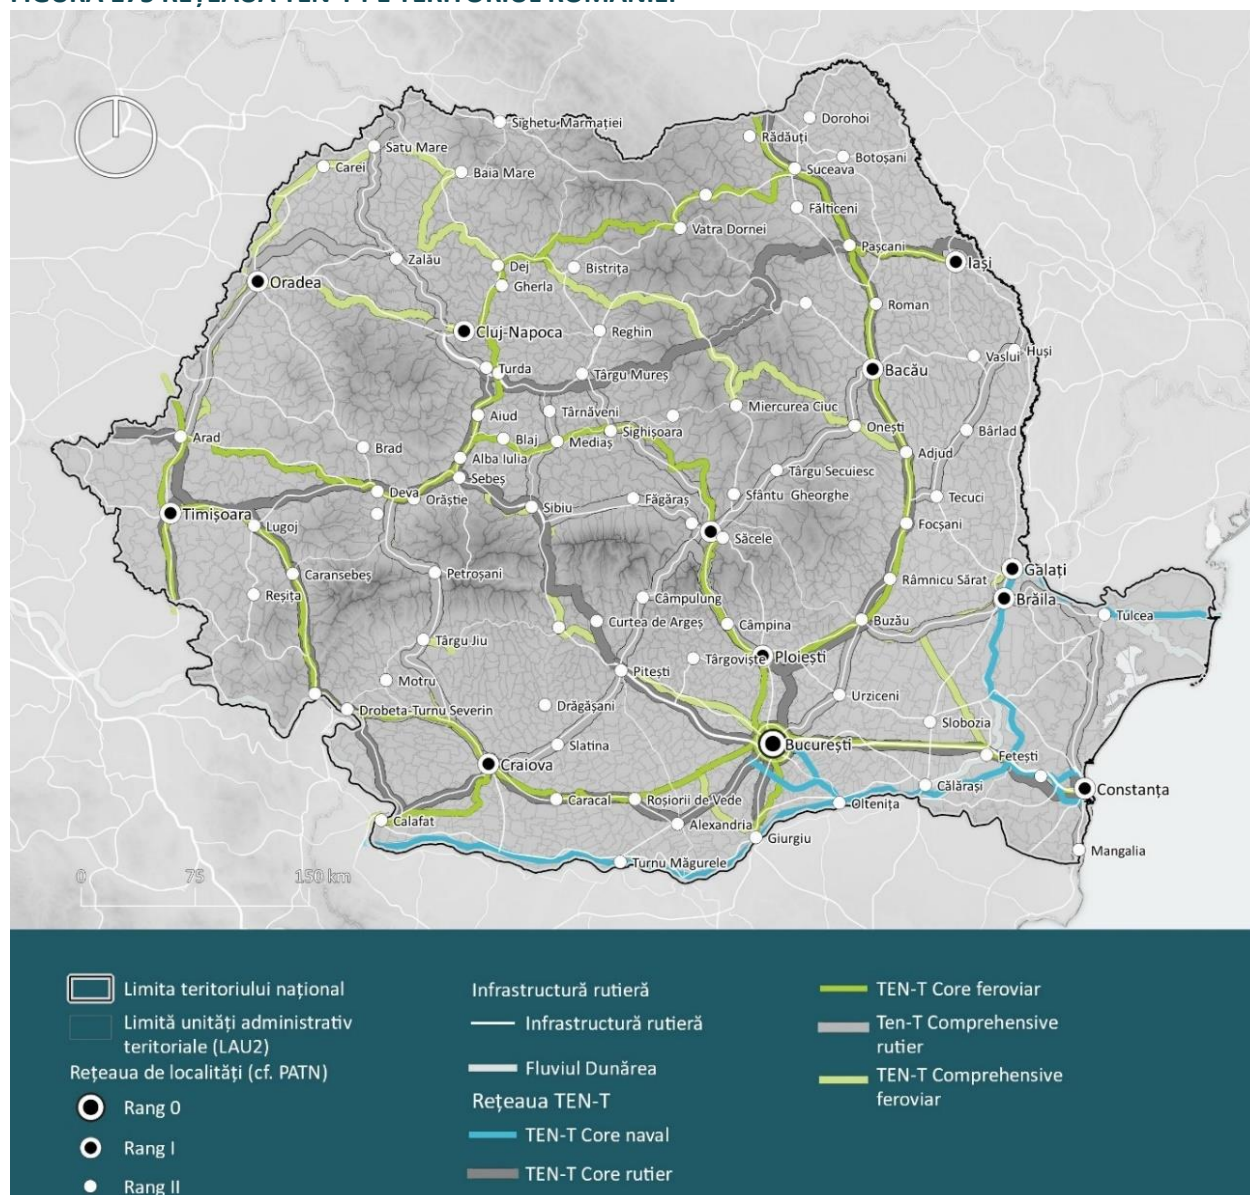 Sighetu Marmației
Dorohoi
Rădăuți
Satu Mare
Botoșani
Carei
Baia Mare
Suceava
Fălticeni
Vatra Dornei
Pașcani
Zalău
Dej
Bistrița
Iași
Oradea
Gherla
Roman
Cluj-Napoca
Reghin
Vaslui
Huși
Turda
Târgu Mureș
Bacău
Miercurea Ciuc
Aiud
Târnăveni
Arad
Blaj
Mediaș
Sighișoara
Onești
Bârlad
Brad
Alba Iulia
Adjud
Sebeș
Târgu Secuiesc
Deva
Orăștie
Sibiu
Făgăraș
Sfântu Gheorghe
Tecuci
Timișoara
Lugoj
Focșani
Săcele
Galați
Caransebeș
Petroșani
Râmnicu Sărat
Reșița
Câmpulung
Brăila
Tulcea
Curtea de Argeș
Câmpina
Buzău
Târgu Jiu
Târgoviște
Ploiești
Pitești
Motru
Urziceni
Drobeta-Turnu Severin
Drăgășani
Slobozia
Slatina
București
Fetești
Craiova
Călărași
Constanța
Caracal
Roșiorii de Vede
Oltenița
Calafat
Alexandria
Giurgiu
Mangalia
Turnu Măgurele
0 75 150 km
Limita teritoriului național
Limită unități administrativ
teritoriale (LAU2)
Rețeaua de localități (cf. PATN)
Rang 0
Rang I
Rang II
Infrastructură rutieră
Infrastructură rutieră
Fluviul Dunărea
Rețeaua TEN-T
TEN-T Core naval
TEN-T Core rutier
TEN-T Core feroviar
Ten-T Comprehensive
rutier
TEN-T Comprehensive
feroviar